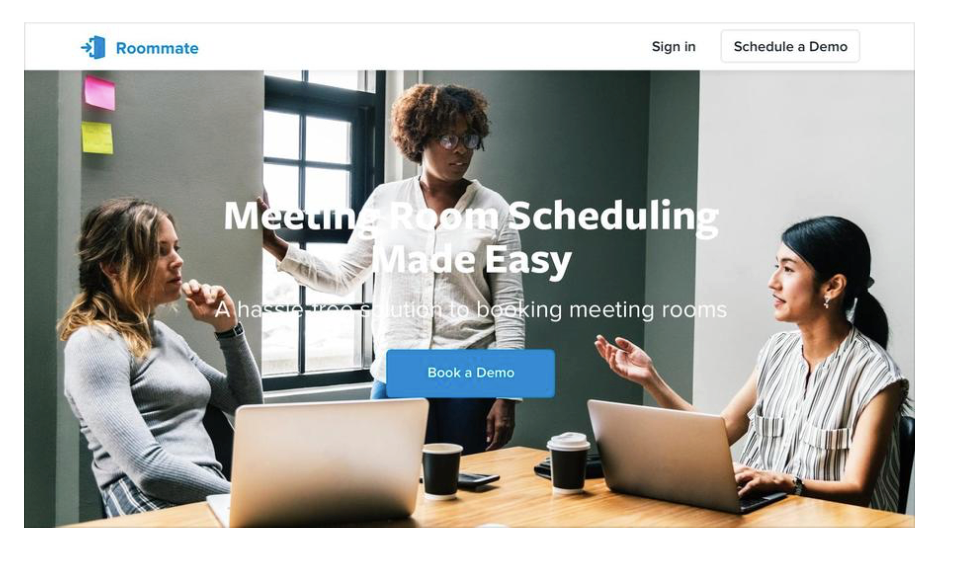 Roommate
Sign in
Schedule a Demo
Meeting Room Scheduling
Made Easy
A hassle-free solution to booking meeting rooms
Book a Demo